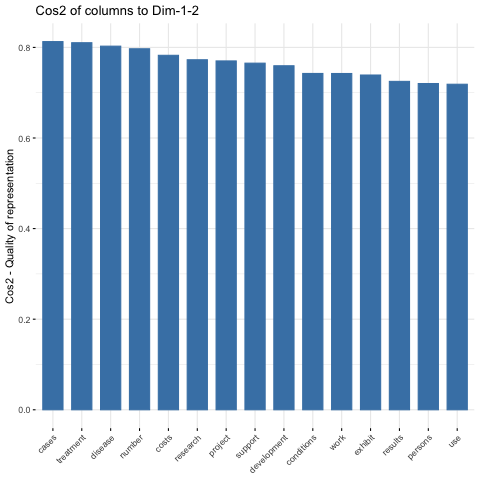 Cos2 of columns to Dim-1-2
Cos2 - Quality of representation
0.8
0.6
0.4
0.2
0.0
cases
treatment
disease
number
costs
research
project
support
development
conditions
work
exhibit
results
persons
use